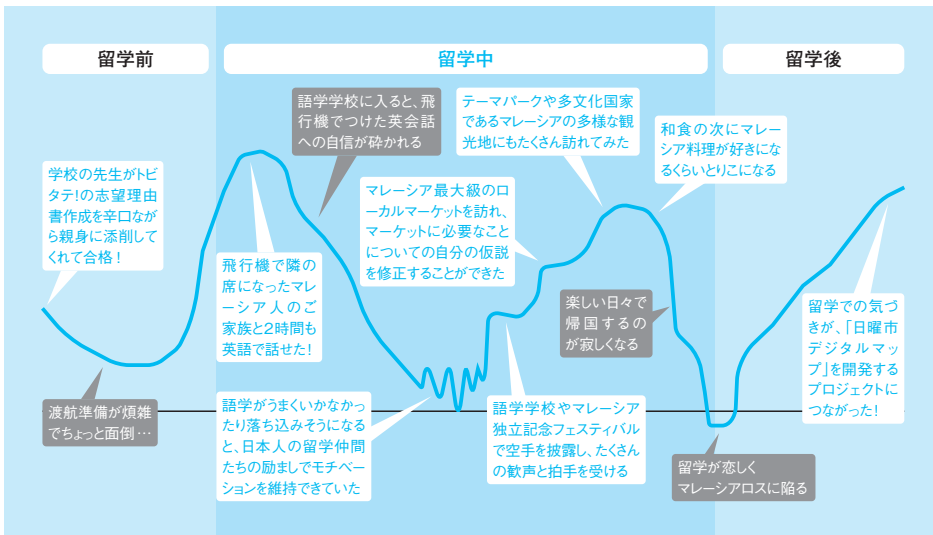 留学前
留学中
留学後
学校の先生がトビ
タテ!の志望理由
書作成を辛口なが
ら親身に添削して
くれて合格!
渡航準備が煩雑
でちょっと面倒…
飛行機で隣の
席になったマレ
ーシア人のご
家族と2時間も
英語で話せた!
語学学校に入ると、飛
行機でつけた英会話
への自信が砕かれる
語学がうまくいかなかっ
たり落ち込みそうになる
と、日本人の留学仲間
たちの励ましでモチベー
ションを維持できていた
マレーシア最大級のロ
ーカルマーケットを訪れ、
マーケットに必要なこと
についての自分の仮説
を修正することができた
語学学校やマレーシア
独立記念フェスティバル
で空手を披露し、たくさん
の歓声と拍手を受ける
テーマパークや多文化国家
であるマレーシアの多様な観
光地にもたくさん訪れてみた
和食の次にマレー
シア料理が好きにな
るくらいとりこになる
楽しい日々で
帰国するの
が寂しくなる
留学が恋しく
マレーシアロスに陥る
留学での気づ
きが、「日曜市
デジタルマッ
プ」を開発する
プロジェクトに
つながった!